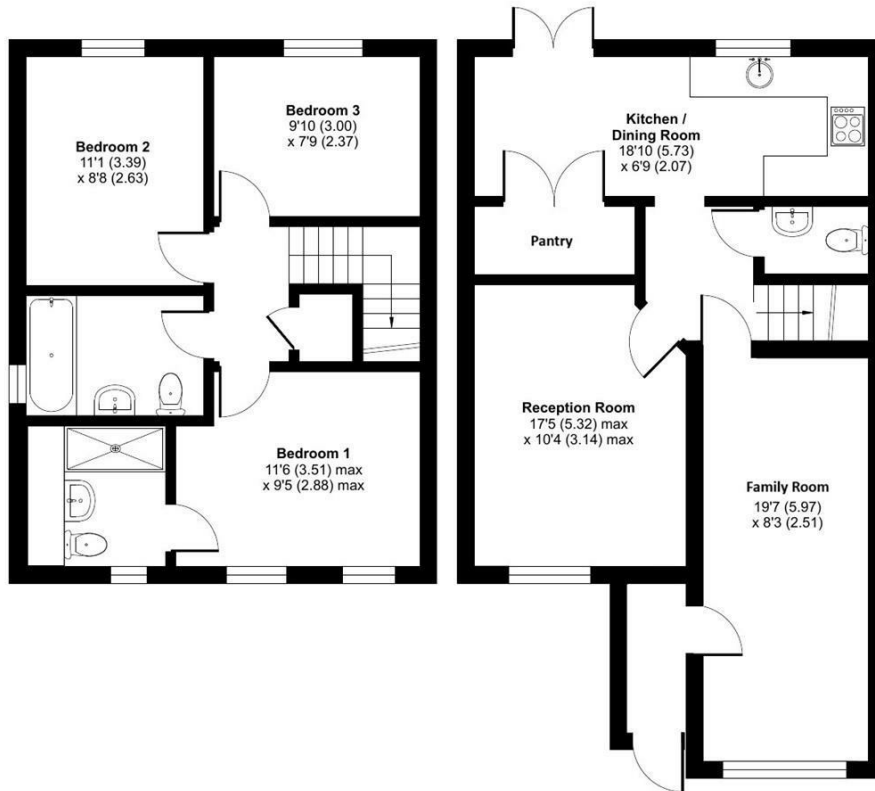 Bedroom 2
11'1 (3.39)
x 8'8 (2.63)
Bedroom 3
9'10 (3.00)
x 7'9 (2.37)
Bedroom 1
11'6 (3.51) max
x 9'5 (2.88) max
Kitchen /
Dining Room
18'10 (5.73)
x 6'9 (2.07)
Pantry
Reception Room
17'5 (5.32) max
x 10'4 (3.14) max
Family Room
19'7 (5.97)
x 8'3 (2.51)